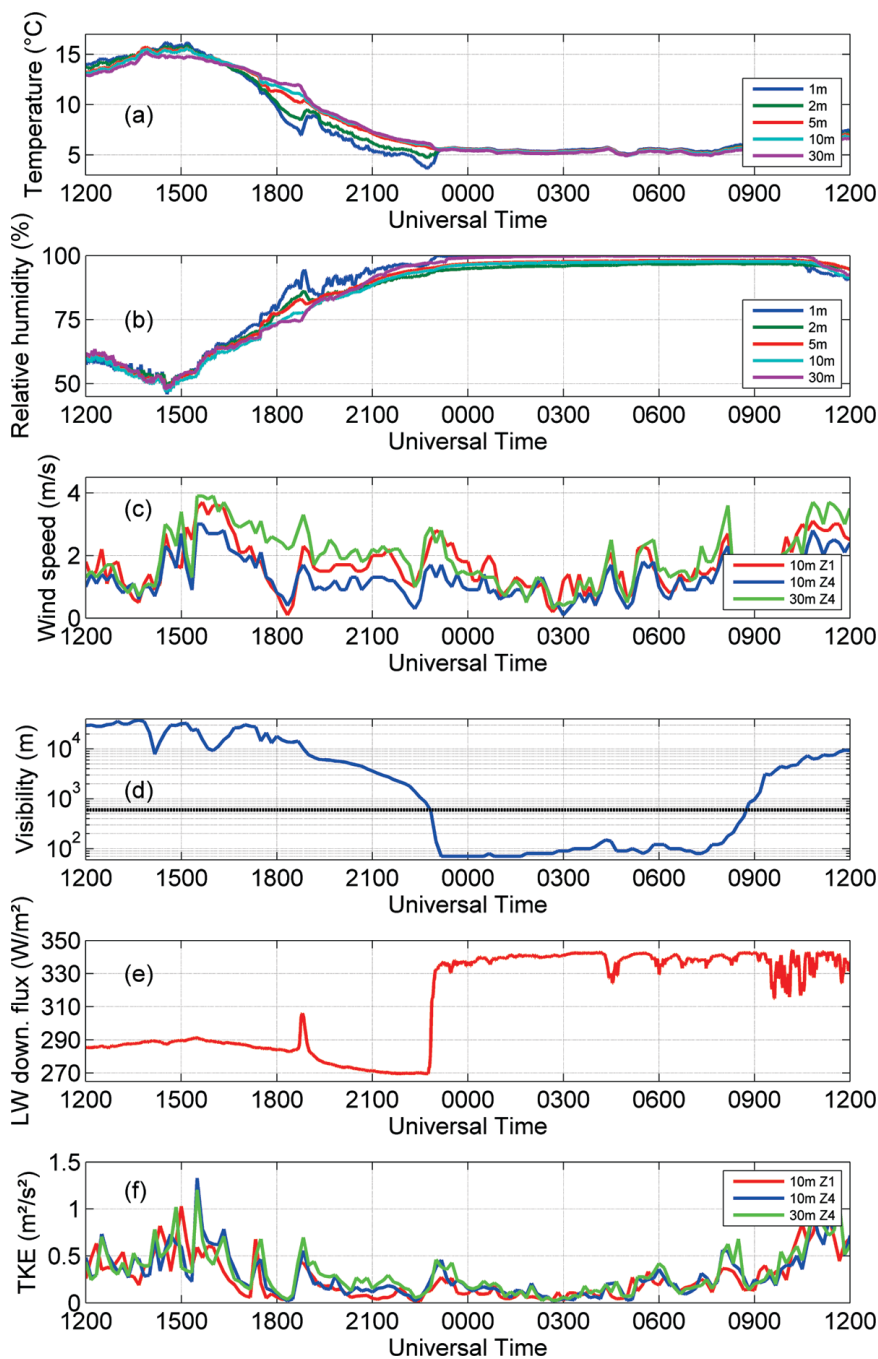 Temperature (°C)
15
10
5
(a)
1m
2m
5m
10m
30m
1200 1500 1800 2100 0000 0300 0600 0900 1200
Universal Time
Relative humidity (%)
100
75
50
(b)
1m
2m
5m
10m
30m
1200 1500 1800 2100 0000 0300 0600 0900 1200
Universal Time
Wind speed (m/s)
4
2
0
(c)
10m Z1
10m Z4
30m Z4
1200 1500 1800 2100 0000 0300 0600 0900 1200
Universal Time
Visibility (m)
10⁴
10³
10²
(d)
1200 1500 1800 2100 0000 0300 0600 0900 1200
Universal Time
LW down. flux (W/m²)
350
330
310
290
270
(e)
1200 1500 1800 2100 0000 0300 0600 0900 1200
Universal Time
TKE (m²/s²)
1.5
1
0.5
0
(f)
10m Z1
10m Z4
30m Z4
1200 1500 1800 2100 0000 0300 0600 0900 1200
Universal Time